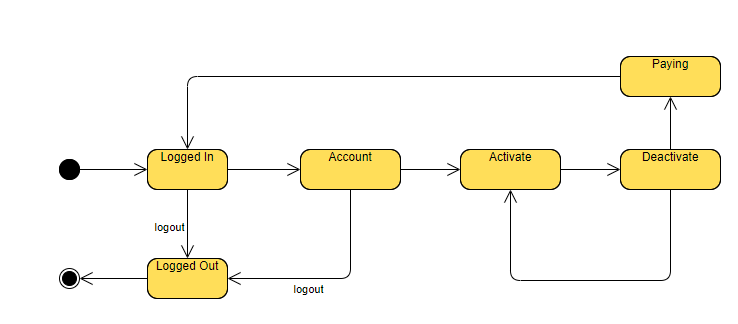 Paying
Logged In
Account
Activate
Deactivate
logout
Logged Out
logout